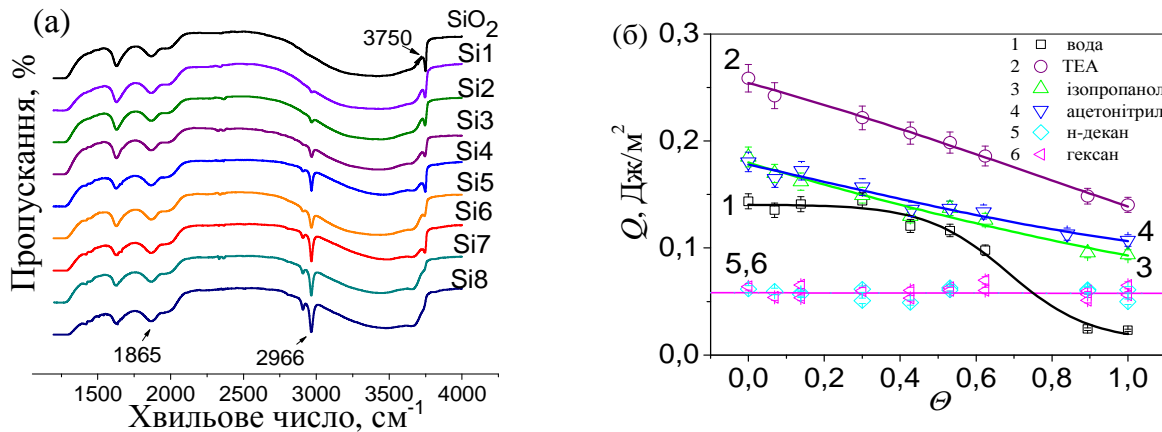 (а)
Пропускання, %
SiO2
3750
Si1
Si2
Si3
Si4
Si5
Si6
Si7
Si8
1865
2966
1500 2000 2500 3000 3500 4000
Хвильове число, см-1
(б)
Q, Дж/м2
0,3
0,2
0,1
0,0
2
1
5,6
4
3
1 вода
2 TEA
3 ізопропанол
4 ацетонітрил
5 н-декан
6 гексан
0,0 0,2 0,4 0,6 0,8 1,0
Θ